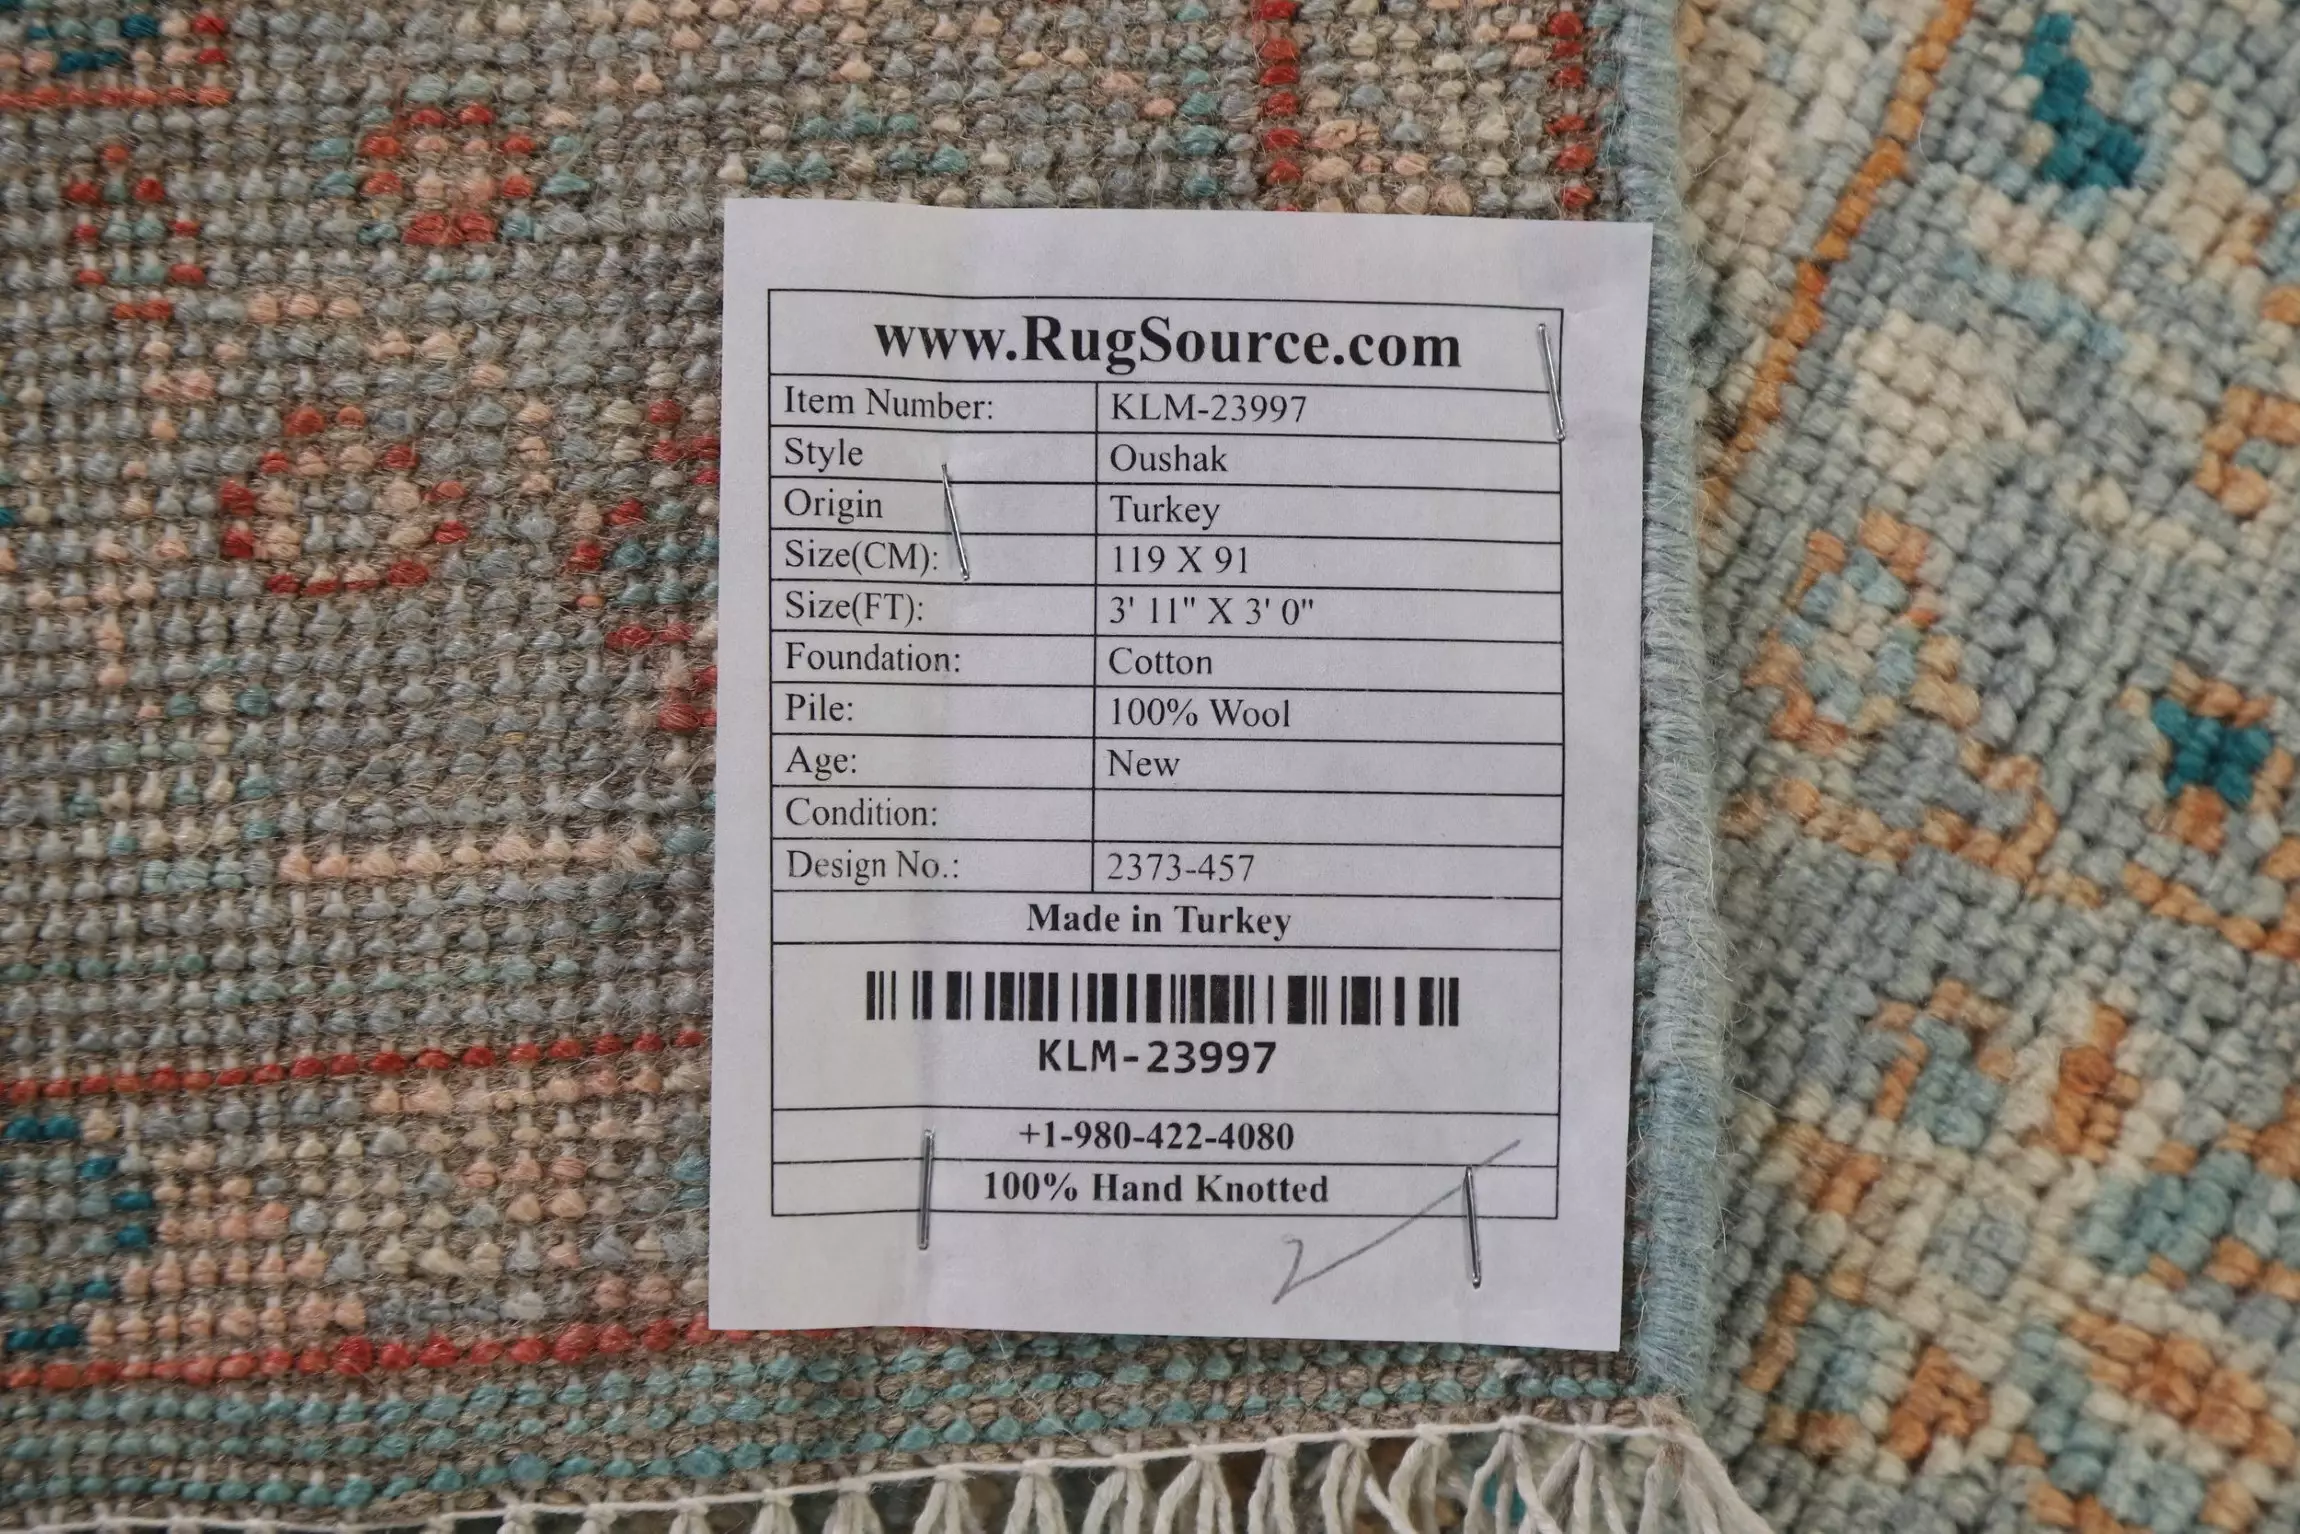 www.RugSource.com
Item Number: KLM-23997
Style Oushak
Origin Turkey
Size(CM): 119 X 91
Size(FT): 3' 11" X 3' 0"
Foundation: Cotton
Pile: 100% Wool
Age: New
Condition:
Design No.: 2373-457
Made in Turkey
KLM-23997
+1-980-422-4080
100% Hand Knotted